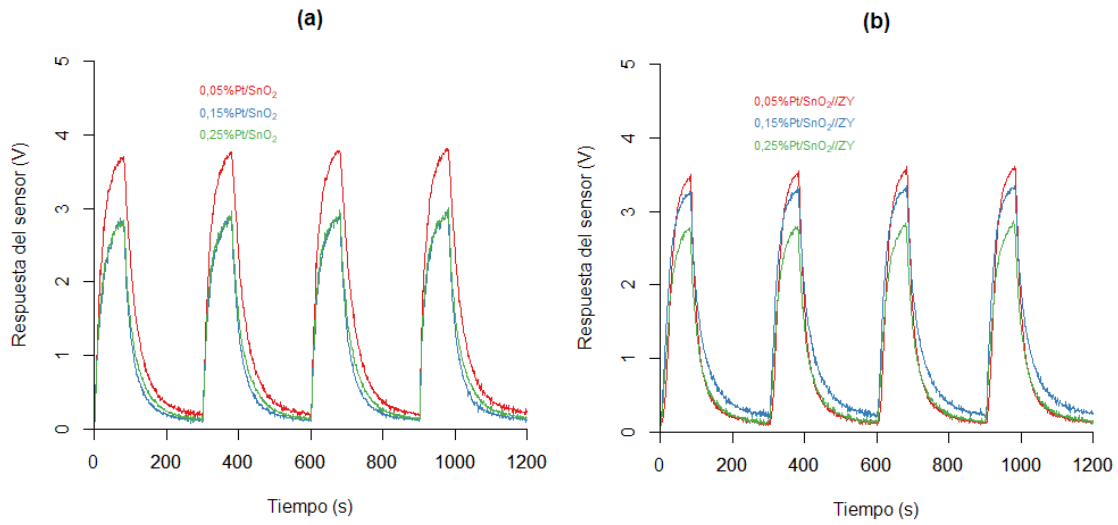 (a)
5
4
3
2
1
0
Respuesta del sensor (V)
0,05%Pt/SnO₂
0,15%Pt/SnO₂
0,25%Pt/SnO₂
0 200 400 600 800 1000 1200
Tiempo (s)
(b)
5
4
3
2
1
0
Respuesta del sensor (V)
0,05%Pt/SnO₂//ZY
0,15%Pt/SnO₂//ZY
0,25%Pt/SnO₂//ZY
0 200 400 600 800 1000 1200
Tiempo (s)